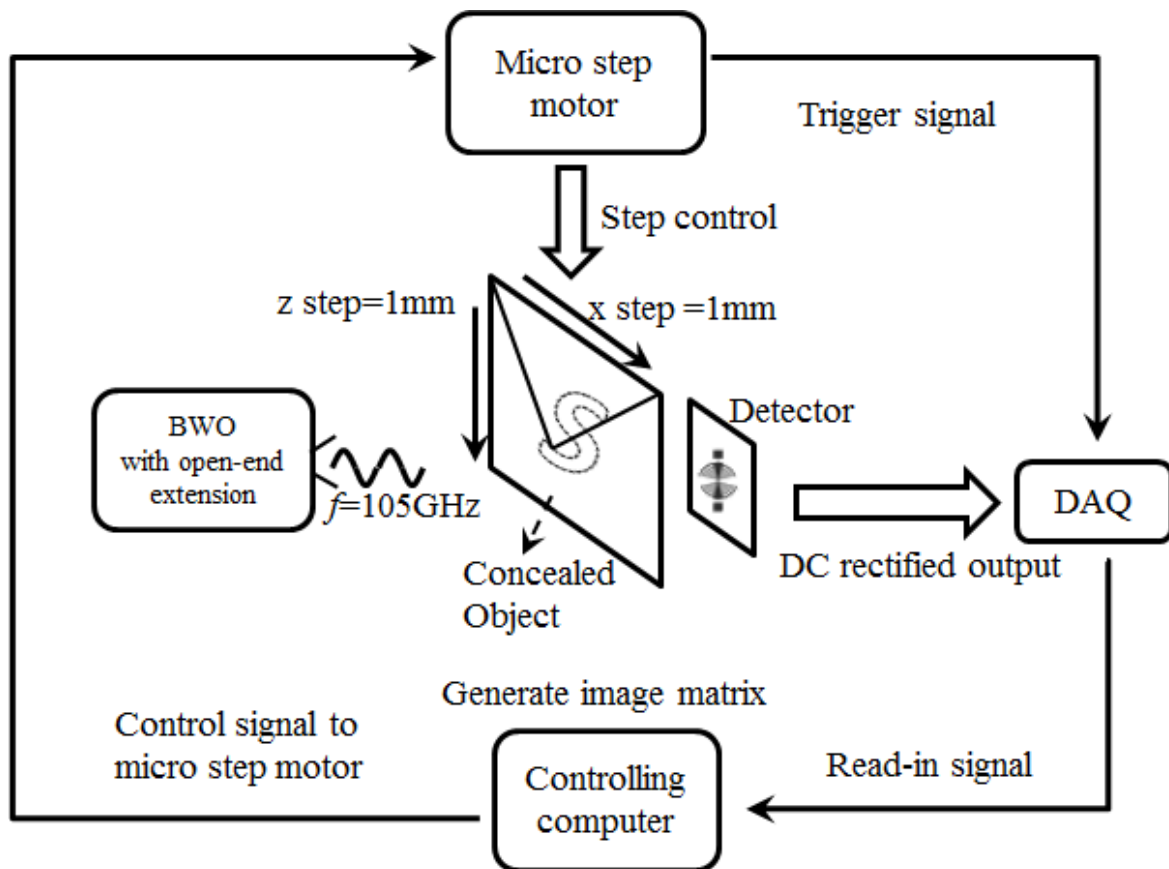 Micro step
motor
Trigger signal
Step control
z step=1mm
x step =1mm
Detector
BWO
with open-end
extension
f=105GHz
S
DAQ
DC rectified output
Concealed
Object
Generate image matrix
Control signal to
micro step motor
Controlling
computer
Read-in signal